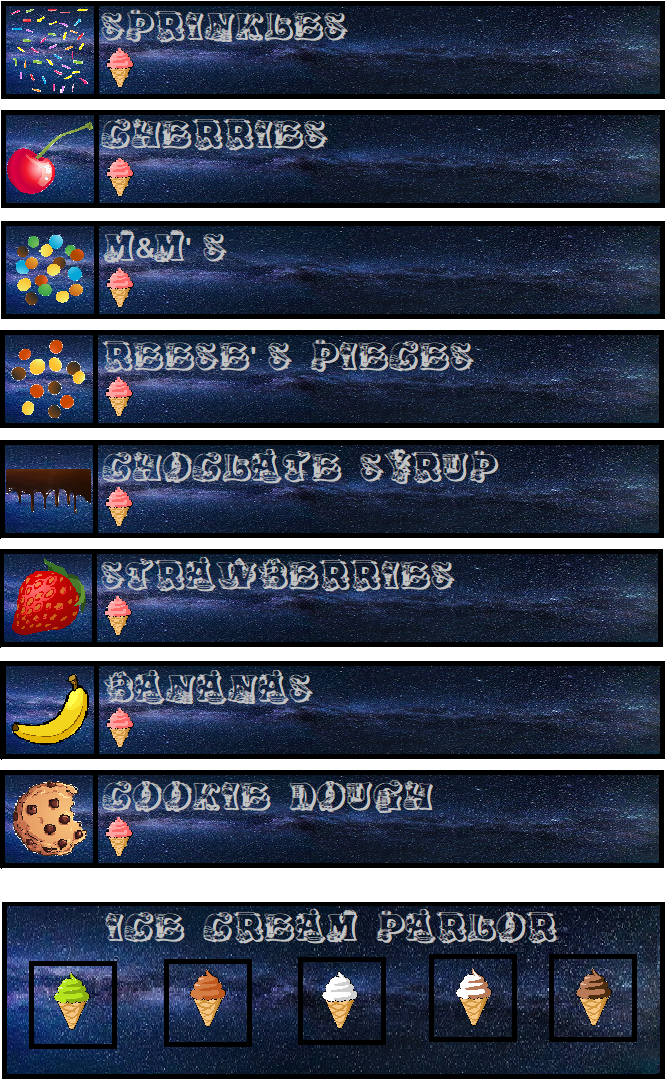 SPRINKLES
CHERRIES
M&M' S
REESE' S PIECES
CHOCLATE SYRUP
STRAWBERRIES
BANANAS
COOKIE DOUGH
ICE CREAM PARLOR